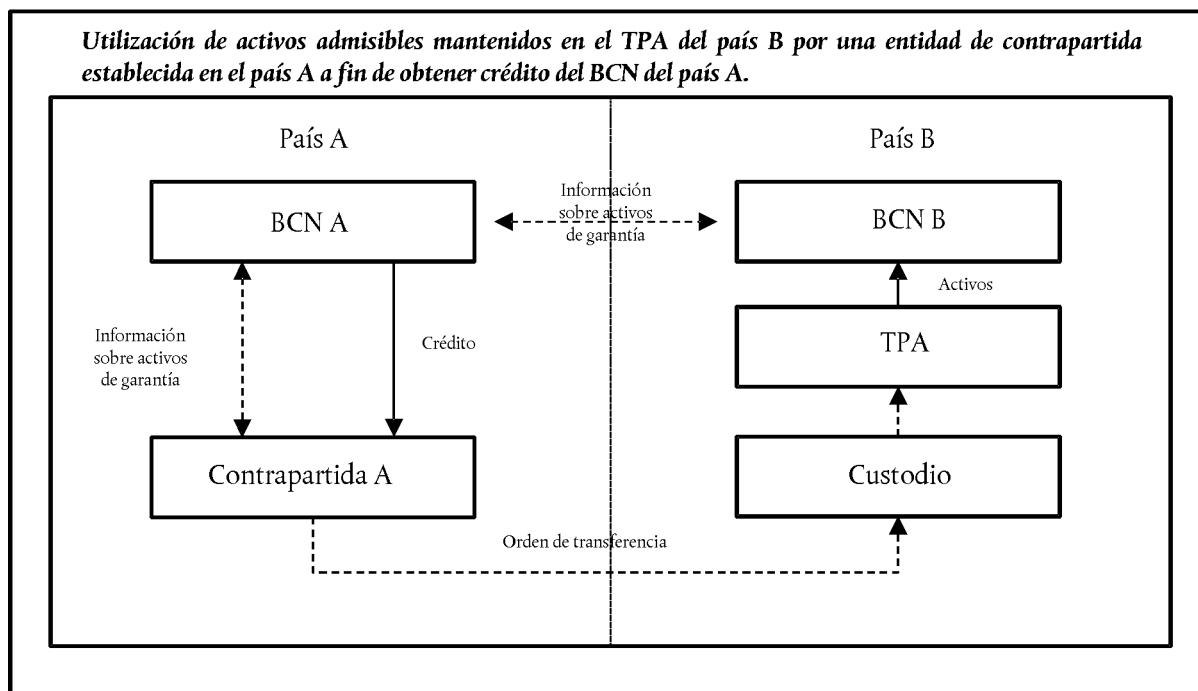 Utilización de activos admisibles mantenidos en el TPA del país B por una entidad de contrapartida
establecida en el país A a fin de obtener crédito del BCN del país A.
País A
País B
BCN A
Información
sobre activos
de garantía
BCN B
Activos
Información
sobre activos
de garantía
Crédito
TPA
Contrapartida A
Custodio
Orden de transferencia